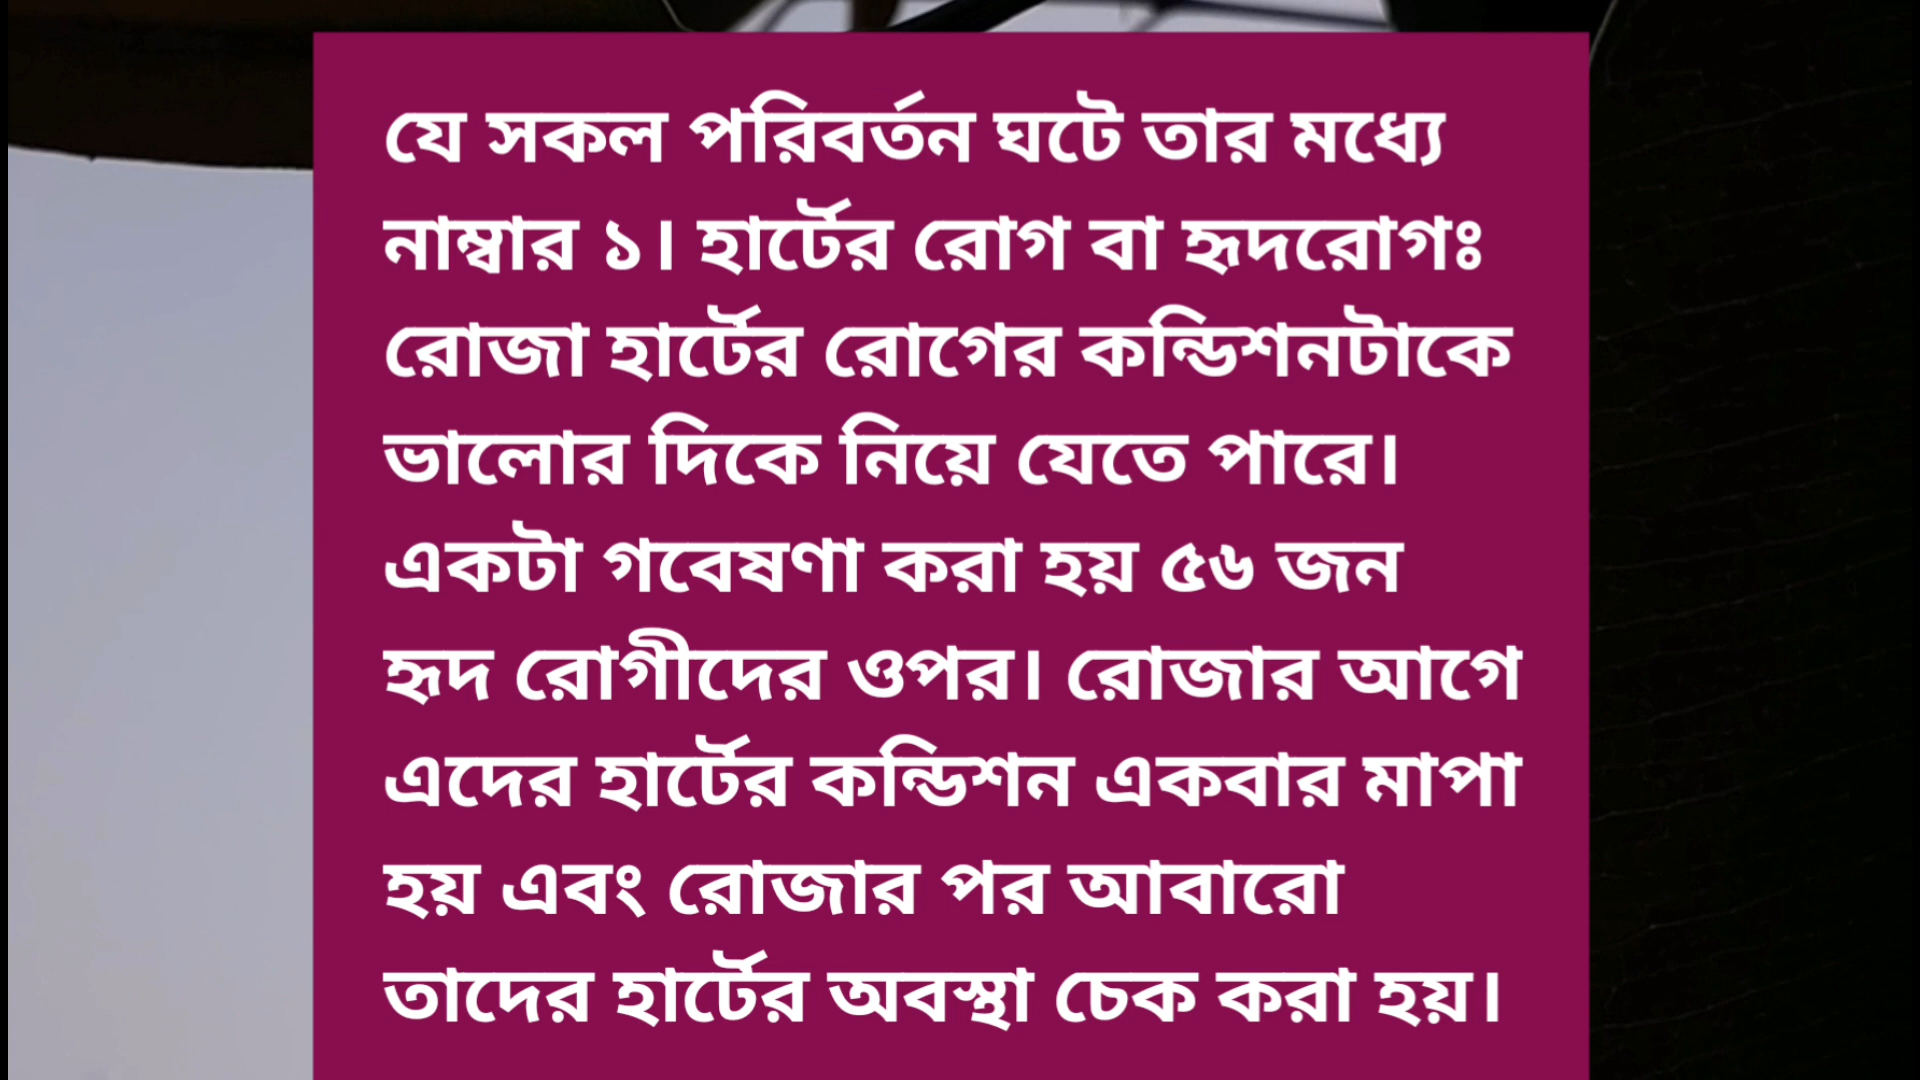 যে সকল পরিবর্তন ঘটে তার মধ্যে
নাম্বার ১। হার্টের রোগ বা হৃদরোগঃ
রোজা হার্টের রোগের কন্ডিশনটাকে
ভালোর দিকে নিয়ে যেতে পারে।
একটা গবেষণা করা হয় ৫৬ জন
হৃদ রোগীদের ওপর। রোজার আগে
এদের হার্টের কন্ডিশন একবার মাপা
হয় এবং রোজার পর আবারো
তাদের হার্টের অবস্থা চেক করা হয়।